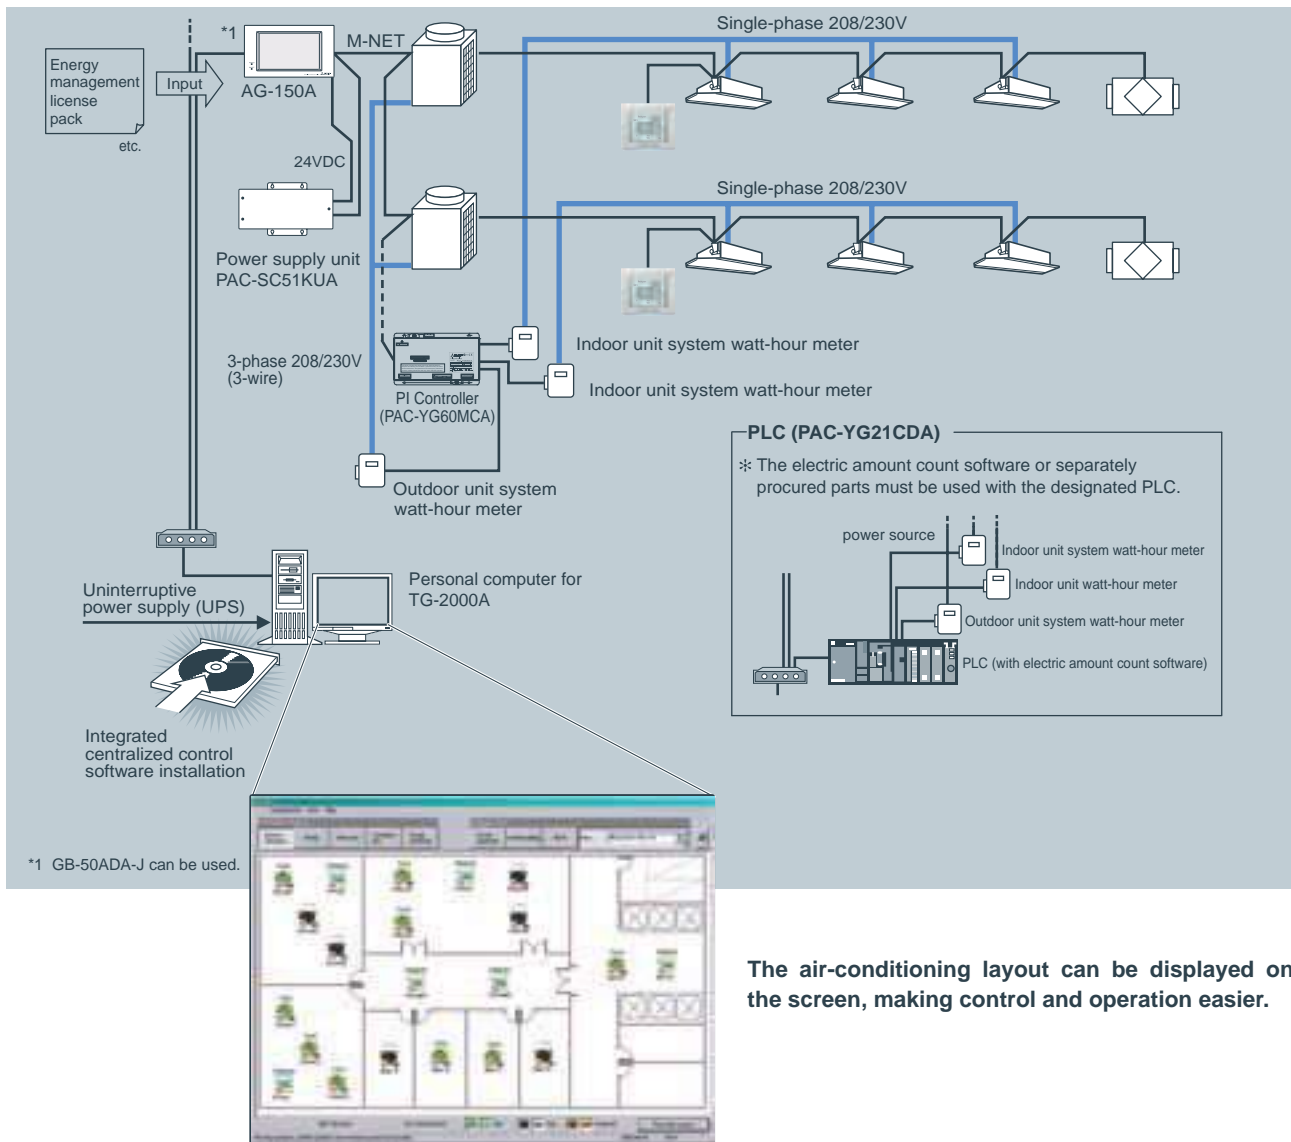 *1
M-NET
Single-phase 208/230V
Energy
management
license
pack
Input
AG-150A
etc.
24VDC
Single-phase 208/230V
Power supply unit
PAC-SC51KUA
3-phase 208/230V
(3-wire)
Indoor unit system watt-hour meter
Indoor unit system watt-hour meter
PI Controller
(PAC-YG60MCA)
Outdoor unit system
watt-hour meter
PLC (PAC-YG21CDA)
✻ The electric amount count software or separately
procured parts must be used with the designated PLC.
power source
Indoor unit system watt-hour meter
Indoor unit watt-hour meter
Outdoor unit system watt-hour meter
PLC (with electric amount count software)
Personal computer for
TG-2000A
Uninterruptive
power supply (UPS)
Integrated
centralized control
software installation
*1 GB-50ADA-J can be used.
The air-conditioning layout can be displayed on
the screen, making control and operation easier.